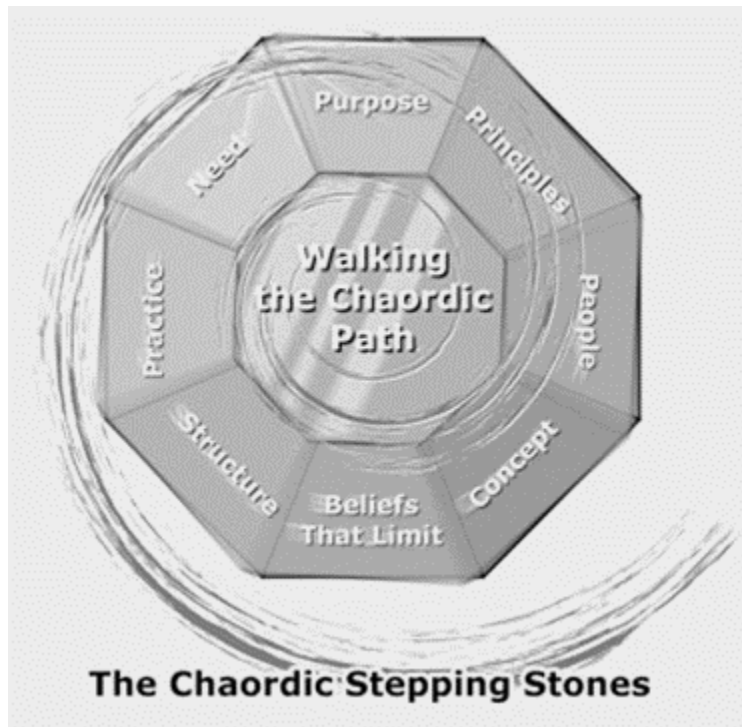 Purpose
Principles
People
Concept
Beliefs
That Limit
Structure
Practice
Need
Walking
the Chaordic
Path
The Chaordic Stepping Stones